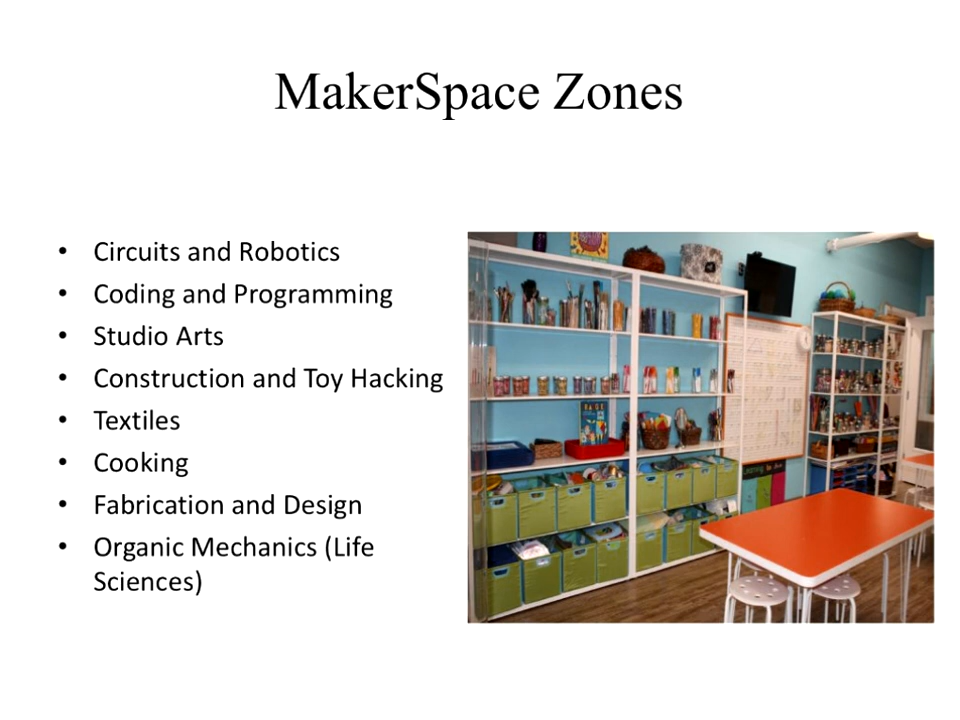 MakerSpace Zones
• Circuits and Robotics
• Coding and Programming
• Studio Arts
• Construction and Toy Hacking
• Textiles
• Cooking
• Fabrication and Design
• Organic Mechanics (Life
Sciences)